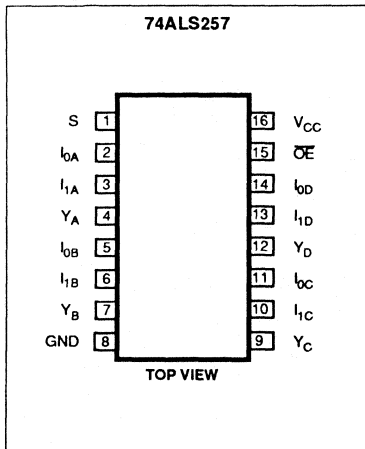 74ALS257
S 1 16 VCC
I0A 2 15 OE
I1A 3 14 I0D
YA 4 13 I1D
I0B 5 12 YD
I1B 6 11 I0C
YB 7 10 I1C
GND 8 9 YC
TOP VIEW